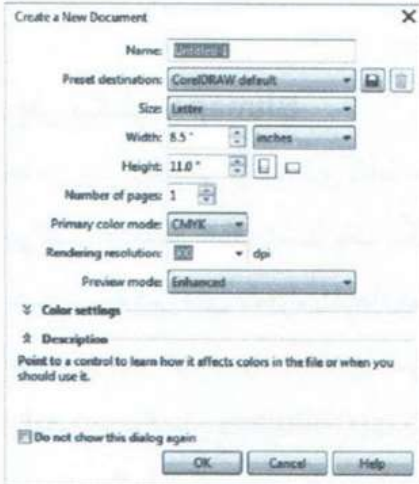 Create a New Document
Name: Untitled-1
Preset destination: CorelDRAW default
Size: Letter
Width: 8.5 " inches
Height: 11.0 "
Number of pages: 1
Primary color mode: CMYK
Rendering resolution: dpi
Preview mode: Enhanced
Color settings
Description
Point to a control to learn how it affects colors in the file or when you
should use it.
Do not show this dialog again
OK Cancel Help